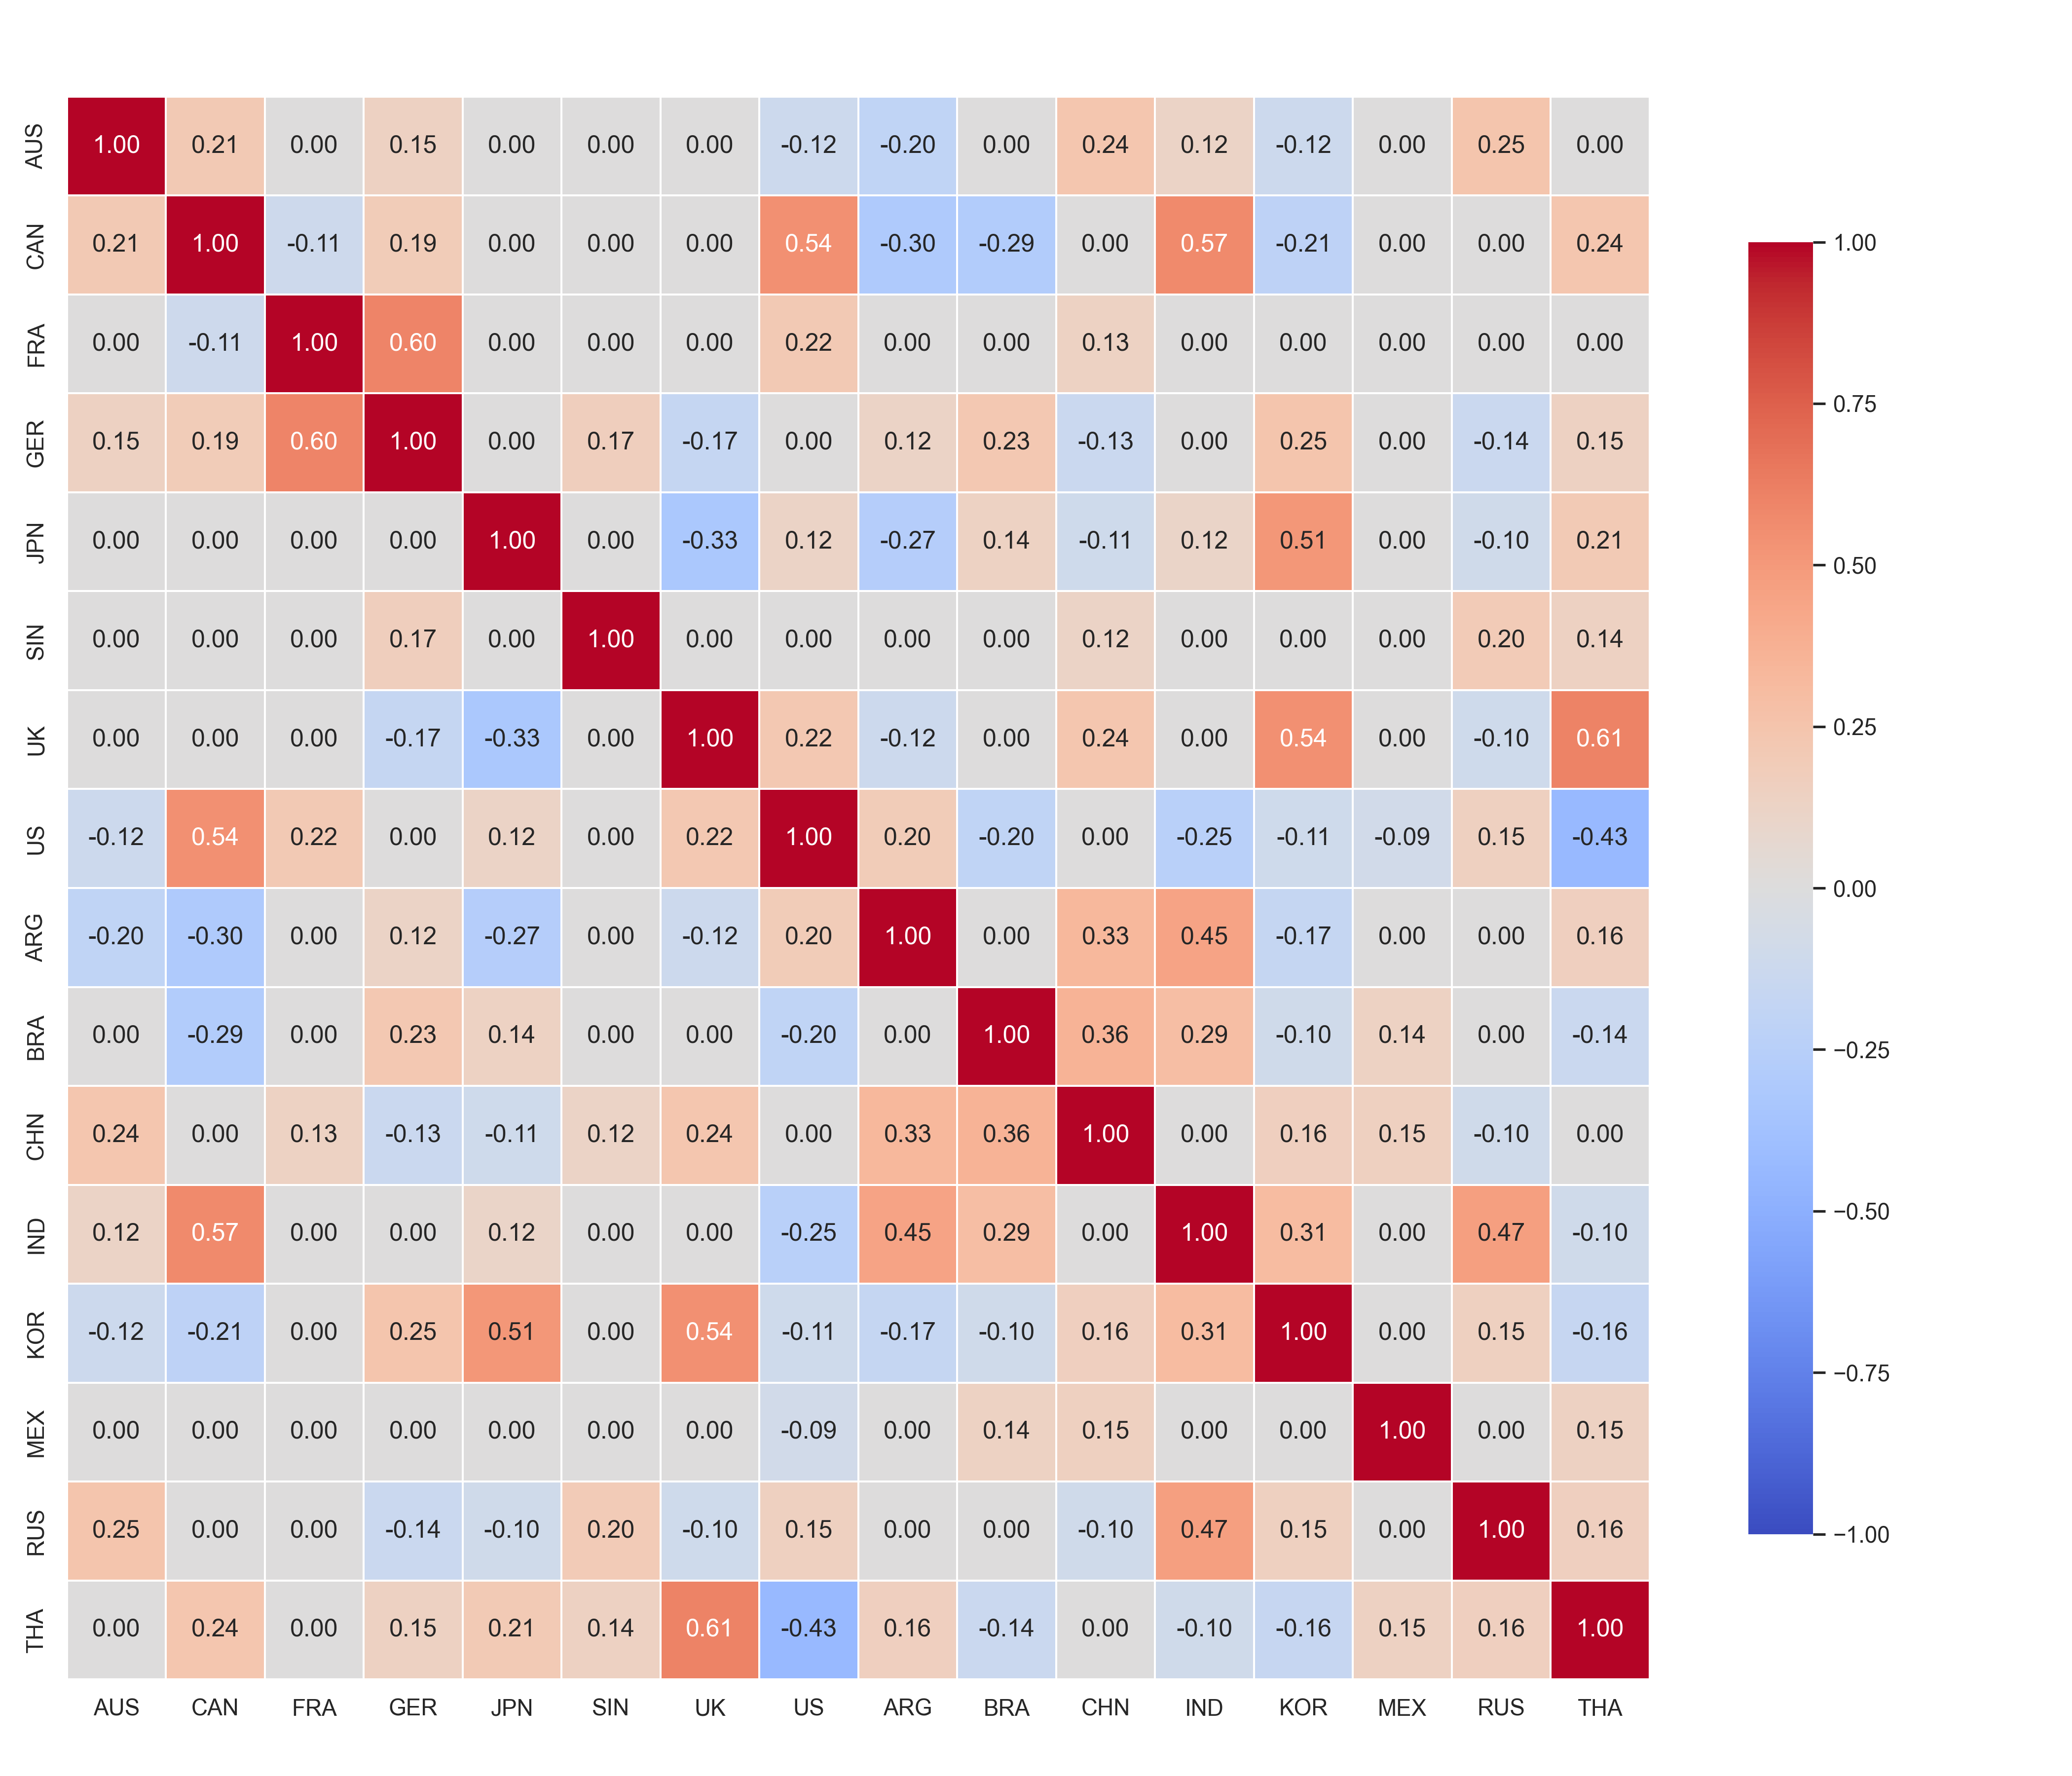 AUS 1.00 0.21 0.00 0.15 0.00 0.00 0.00 -0.12 -0.20 0.00 0.24 0.12 -0.12 0.00 0.25 0.00
CAN 0.21 1.00 -0.11 0.19 0.00 0.00 0.00 0.54 -0.30 -0.29 0.00 0.57 -0.21 0.00 0.00 0.24
FRA 0.00 -0.11 1.00 0.60 0.00 0.00 0.00 0.22 0.00 0.00 0.13 0.00 0.00 0.00 0.00 0.00
GER 0.15 0.19 0.60 1.00 0.00 0.17 -0.17 0.00 0.12 0.23 -0.13 0.00 0.25 0.00 -0.14 0.15
JPN 0.00 0.00 0.00 0.00 1.00 0.00 -0.33 0.12 -0.27 0.14 -0.11 0.12 0.51 0.00 -0.10 0.21
SIN 0.00 0.00 0.00 0.17 0.00 1.00 0.00 0.00 0.00 0.00 0.12 0.00 0.00 0.00 0.20 0.14
UK 0.00 0.00 0.00 -0.17 -0.33 0.00 1.00 0.22 -0.12 0.00 0.24 0.00 0.54 0.00 -0.10 0.61
US -0.12 0.54 0.22 0.00 0.12 0.00 0.22 1.00 0.20 -0.20 0.00 -0.25 -0.11 -0.09 0.15 -0.43
ARG -0.20 -0.30 0.00 0.12 -0.27 0.00 -0.12 0.20 1.00 0.00 0.33 0.45 -0.17 0.00 0.00 0.16
BRA 0.00 -0.29 0.00 0.23 0.14 0.00 0.00 -0.20 0.00 1.00 0.36 0.29 -0.10 0.14 0.00 -0.14
CHN 0.24 0.00 0.13 -0.13 -0.11 0.12 0.24 0.00 0.33 0.36 1.00 0.00 0.16 0.15 -0.10 0.00
IND 0.12 0.57 0.00 0.00 0.12 0.00 0.00 -0.25 0.45 0.29 0.00 1.00 0.31 0.00 0.47 -0.10
KOR -0.12 -0.21 0.00 0.25 0.51 0.00 0.54 -0.11 -0.17 -0.10 0.16 0.31 1.00 0.00 0.15 -0.16
MEX 0.00 0.00 0.00 0.00 0.00 0.00 0.00 -0.09 0.00 0.14 0.15 0.00 0.00 1.00 0.00 0.15
RUS 0.25 0.00 0.00 -0.14 -0.10 0.20 -0.10 0.15 0.00 0.00 -0.10 0.47 0.15 0.00 1.00 0.16
THA 0.00 0.24 0.00 0.15 0.21 0.14 0.61 -0.43 0.16 -0.14 0.00 -0.10 -0.16 0.15 0.16 1.00
AUS CAN FRA GER JPN SIN UK US ARG BRA CHN IND KOR MEX RUS THA
1.00
0.75
0.50
0.25
0.00
−0.25
−0.50
−0.75
−1.00